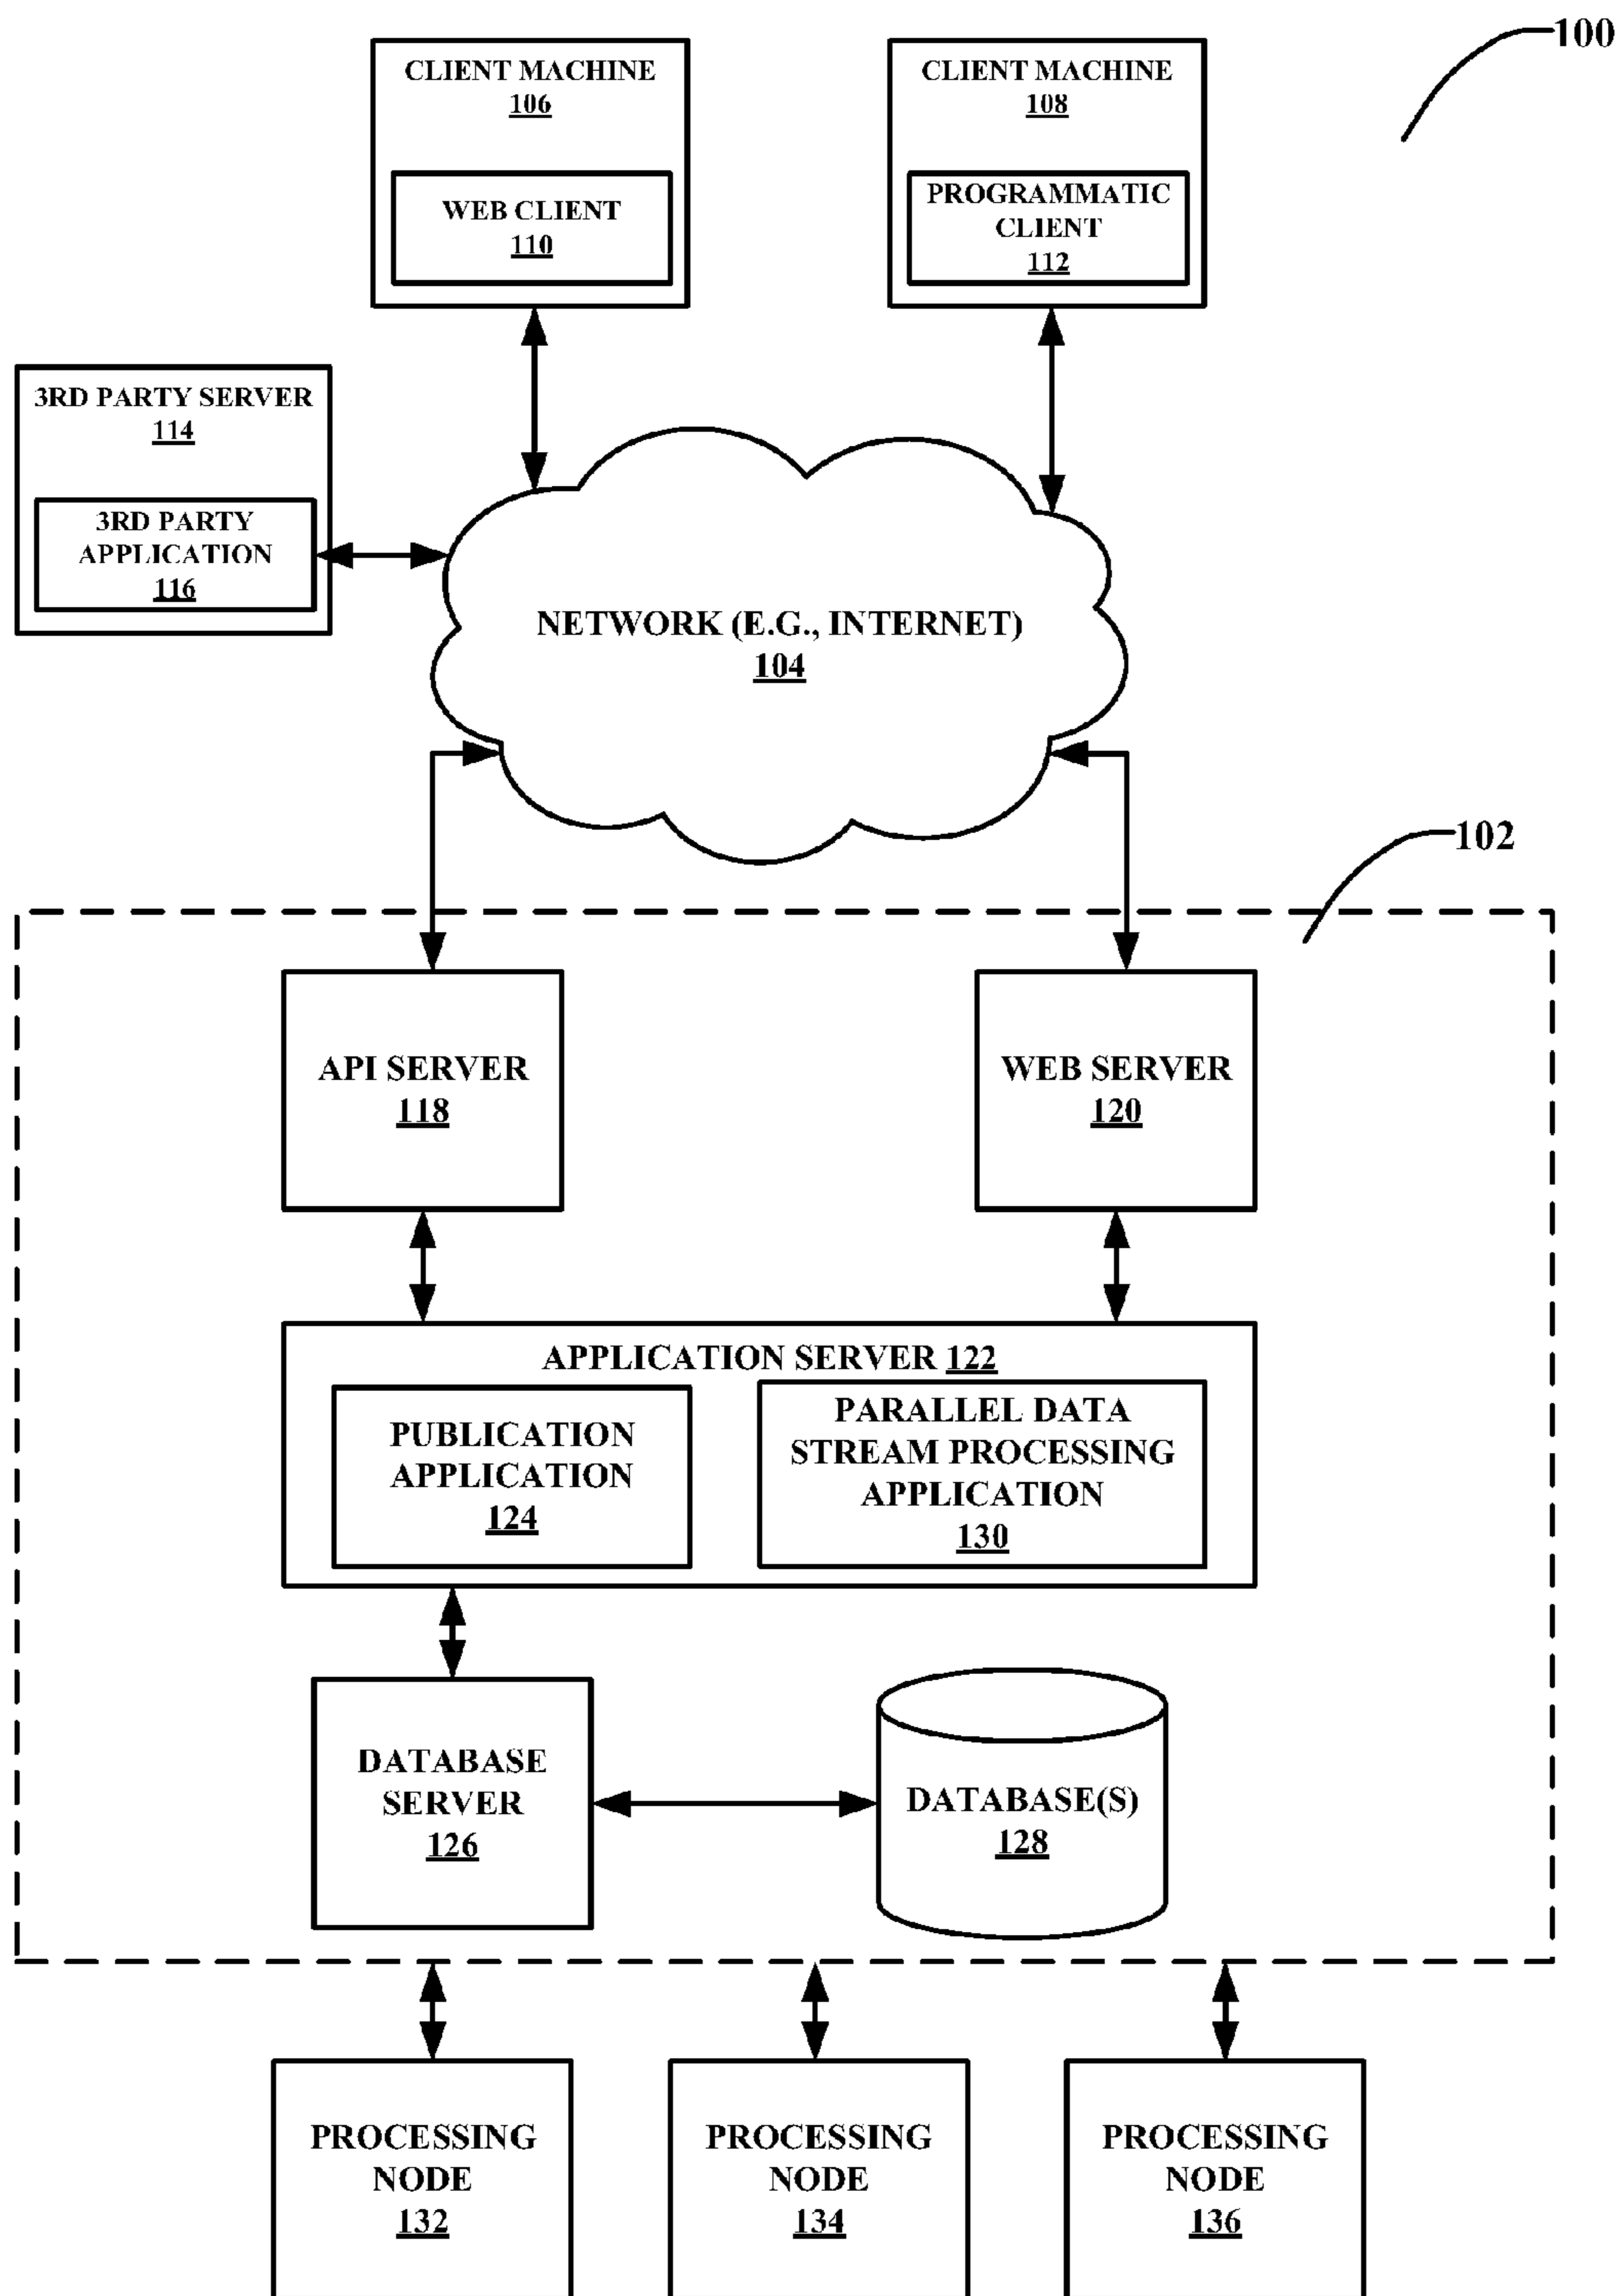 100
CLIENT MACHINE
106
WEB CLIENT
110
CLIENT MACHINE
108
PROGRAMMATIC
CLIENT
112
3RD PARTY SERVER
114
3RD PARTY
APPLICATION
116
NETWORK (E.G., INTERNET)
104
102
API SERVER
118
WEB SERVER
120
APPLICATION SERVER 122
PUBLICATION
APPLICATION
124
PARALLEL DATA
STREAM PROCESSING
APPLICATION
130
DATABASE
SERVER
126
DATABASE(S)
128
PROCESSING
NODE
132
PROCESSING
NODE
134
PROCESSING
NODE
136